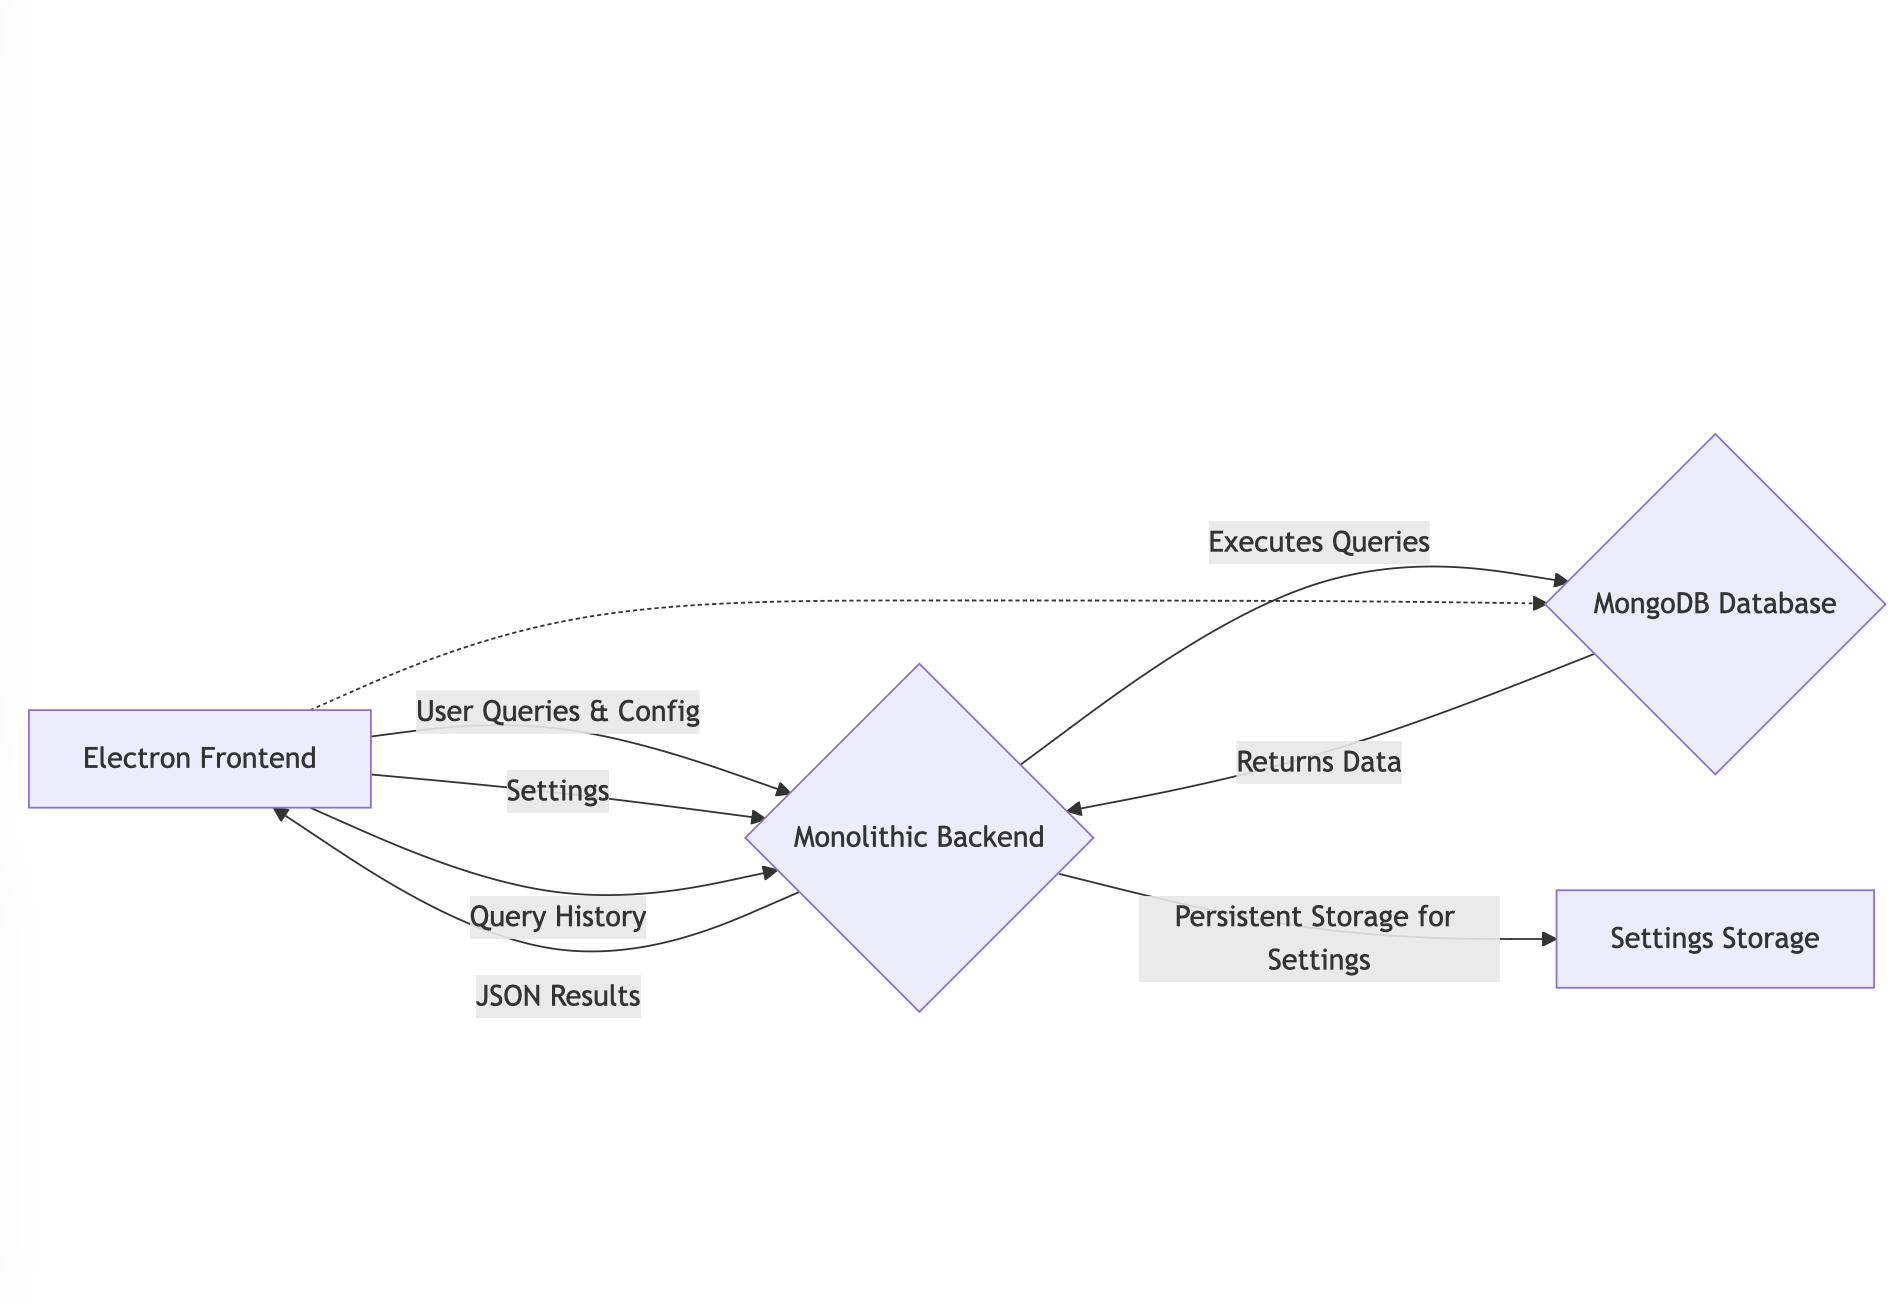 Executes Queries
MongoDB Database
User Queries & Config
Electron Frontend
Returns Data
Settings
Monolithic Backend
Query History
Persistent Storage for
Settings
Settings Storage
JSON Results